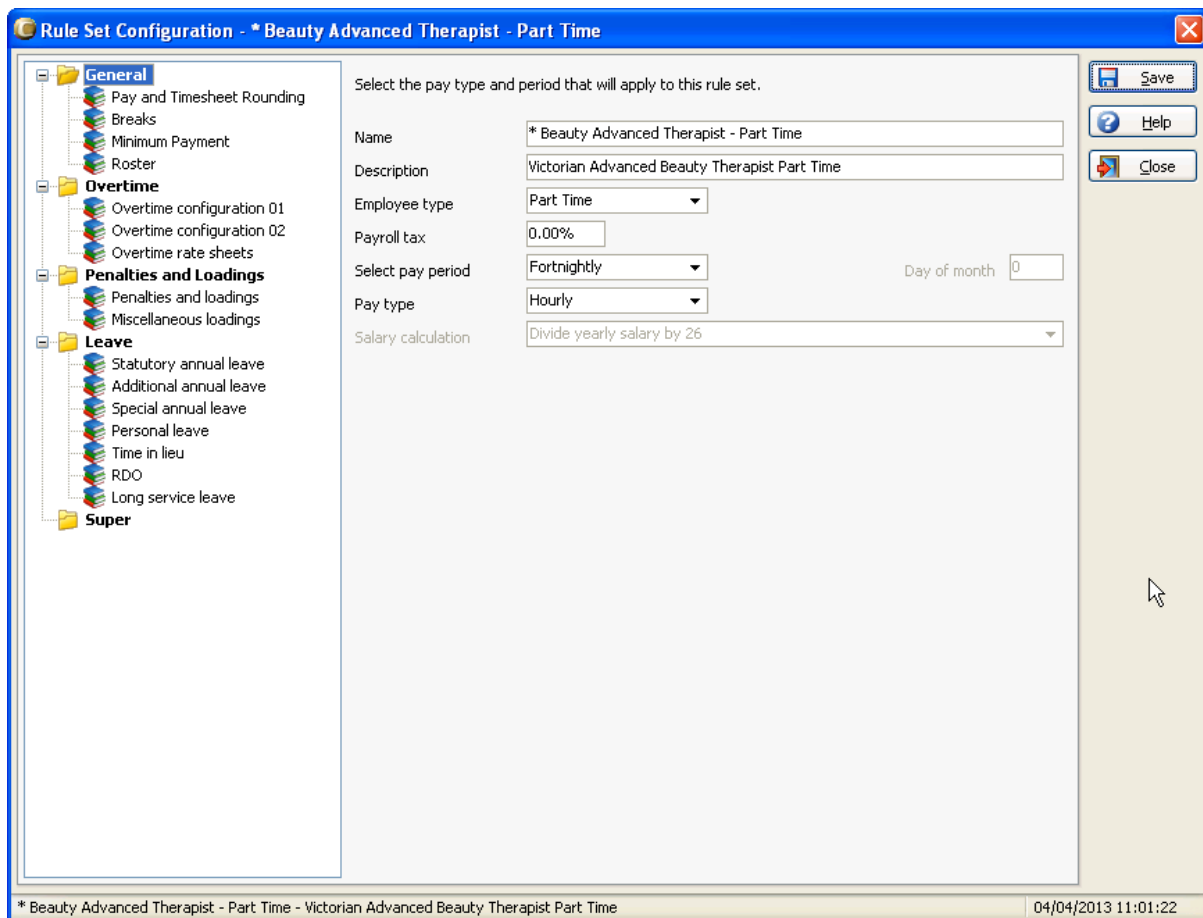 Rule Set Configuration - * Beauty Advanced Therapist - Part Time
General
Pay and Timesheet Rounding
Breaks
Minimum Payment
Roster
Overtime
Overtime configuration 01
Overtime configuration 02
Overtime rate sheets
Penalties and Loadings
Penalties and loadings
Miscellaneous loadings
Leave
Statutory annual leave
Additional annual leave
Special annual leave
Personal leave
Time in lieu
RDO
Long service leave
Super
Select the pay type and period that will apply to this rule set.
Name * Beauty Advanced Therapist - Part Time
Description Victorian Advanced Beauty Therapist Part Time
Employee type Part Time
Payroll tax 0.00%
Select pay period Fortnightly Day of month 0
Pay type Hourly
Salary calculation Divide yearly salary by 26
Save
Help
Close
* Beauty Advanced Therapist - Part Time - Victorian Advanced Beauty Therapist Part Time 04/04/2013 11:01:22